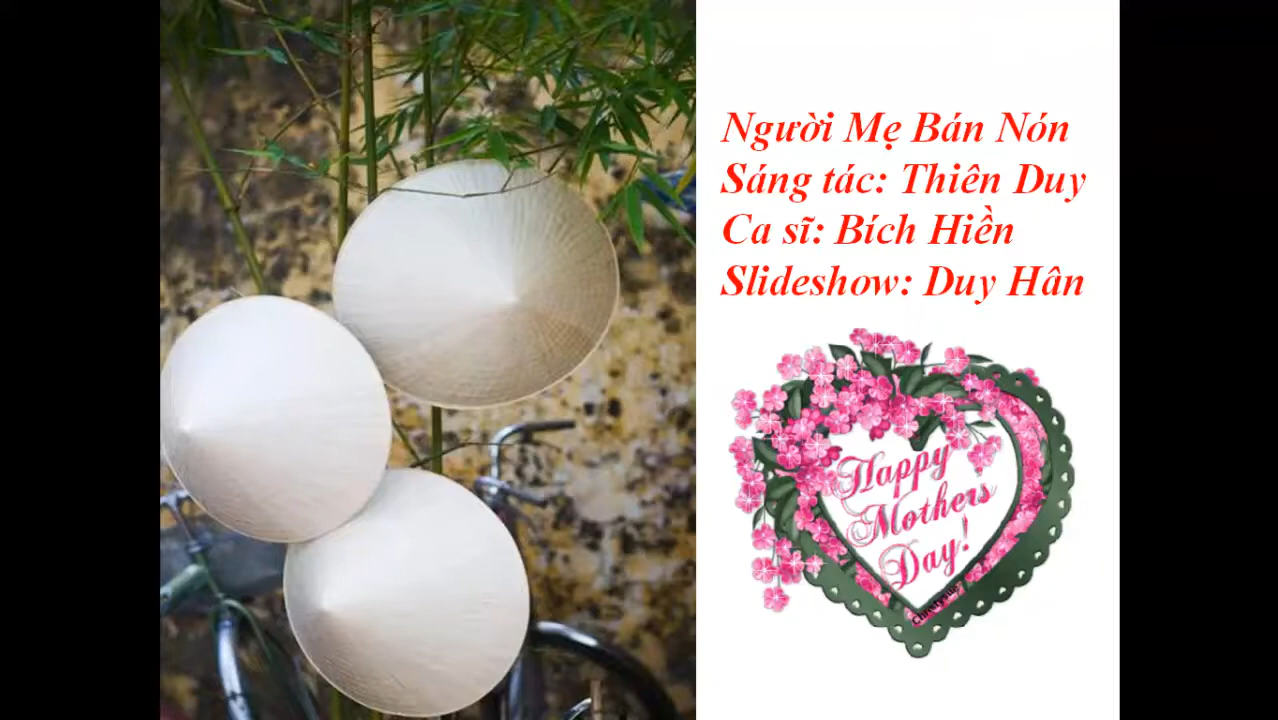 Người Mẹ Bán Nón
Sáng tác: Thiên Duy
Ca sĩ: Bích Hiền
Slideshow: Duy Hân
Happy
Mothers
Day!